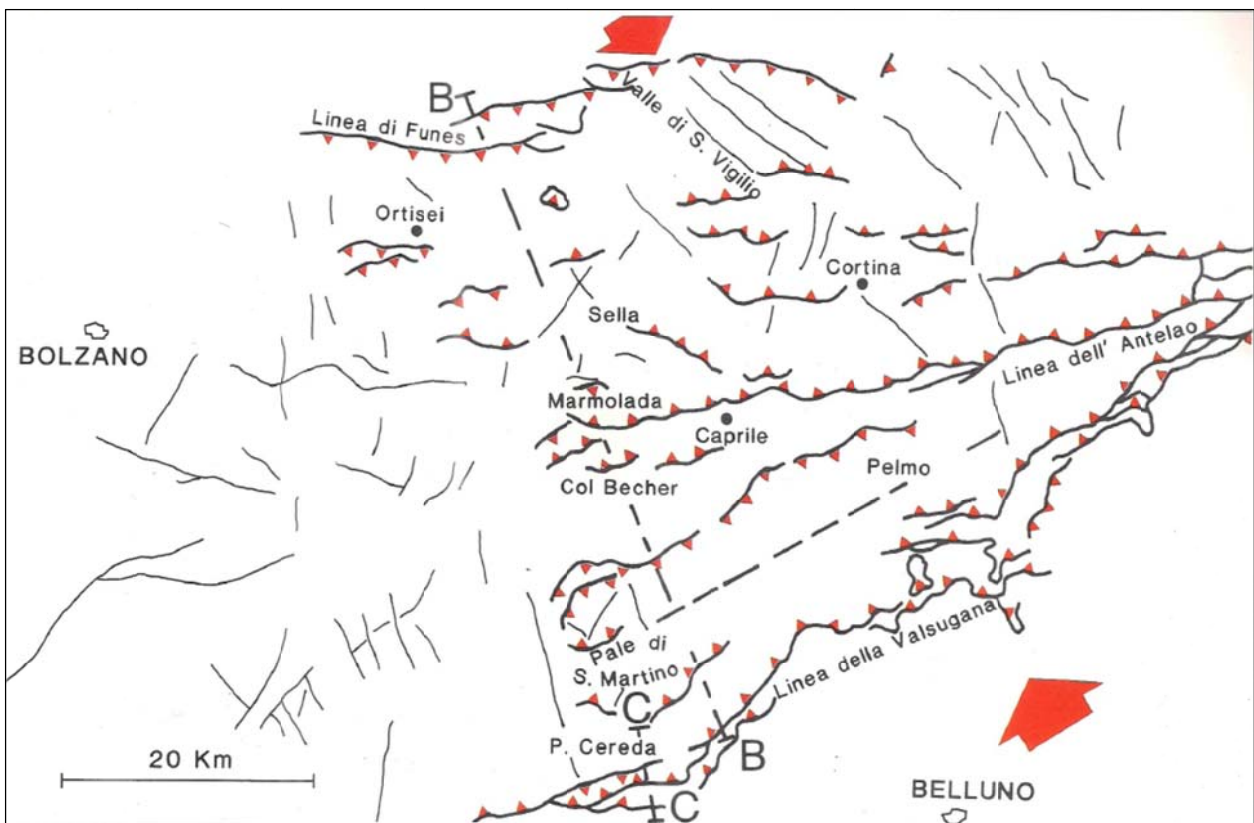 B
Linea di Funes
Valle di S. Vigilio
Ortisei
Cortina
Sella
BOLZANO
Linea dell' Antelao
Marmolada
Caprile
Pelmo
Col Becher
Pale di
S. Martino
Linea della Valsugana
C
P. Cereda
B
20 Km
C
BELLUNO